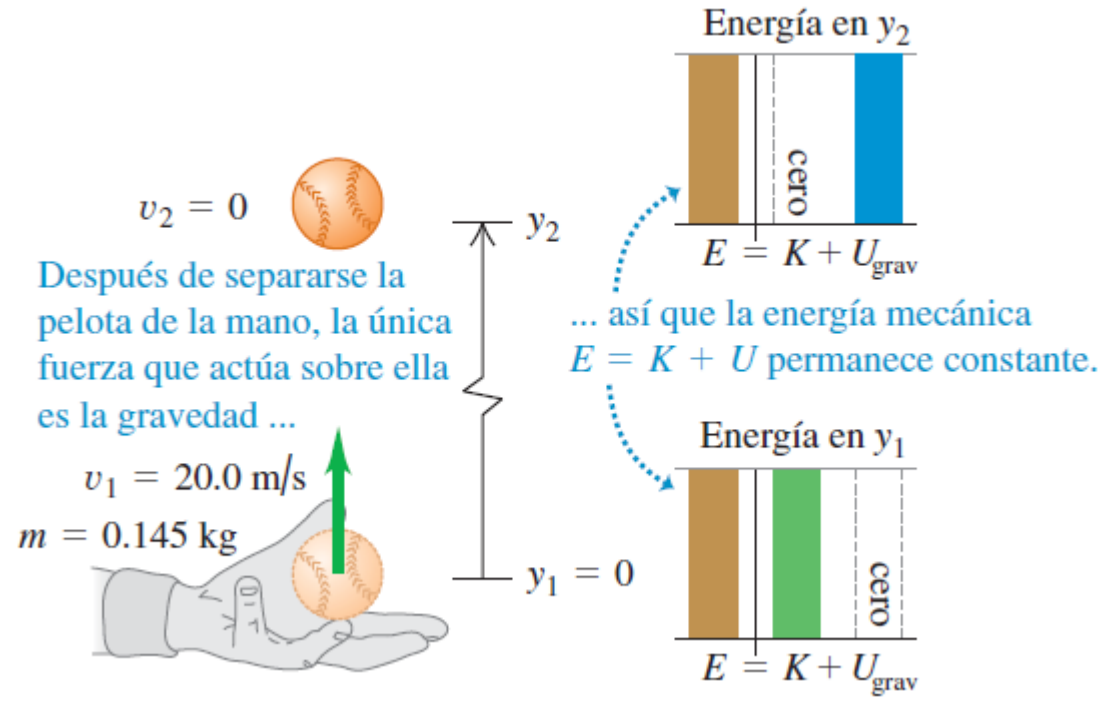 Energía en y₂
cero
E = K + U_grav
v₂ = 0
y₂
Después de separarse la
pelota de la mano, la única
fuerza que actúa sobre ella
es la gravedad ...
... así que la energía mecánica
E = K + U permanece constante.
v₁ = 20.0 m/s
m = 0.145 kg
y₁ = 0
Energía en y₁
cero
E = K + U_grav